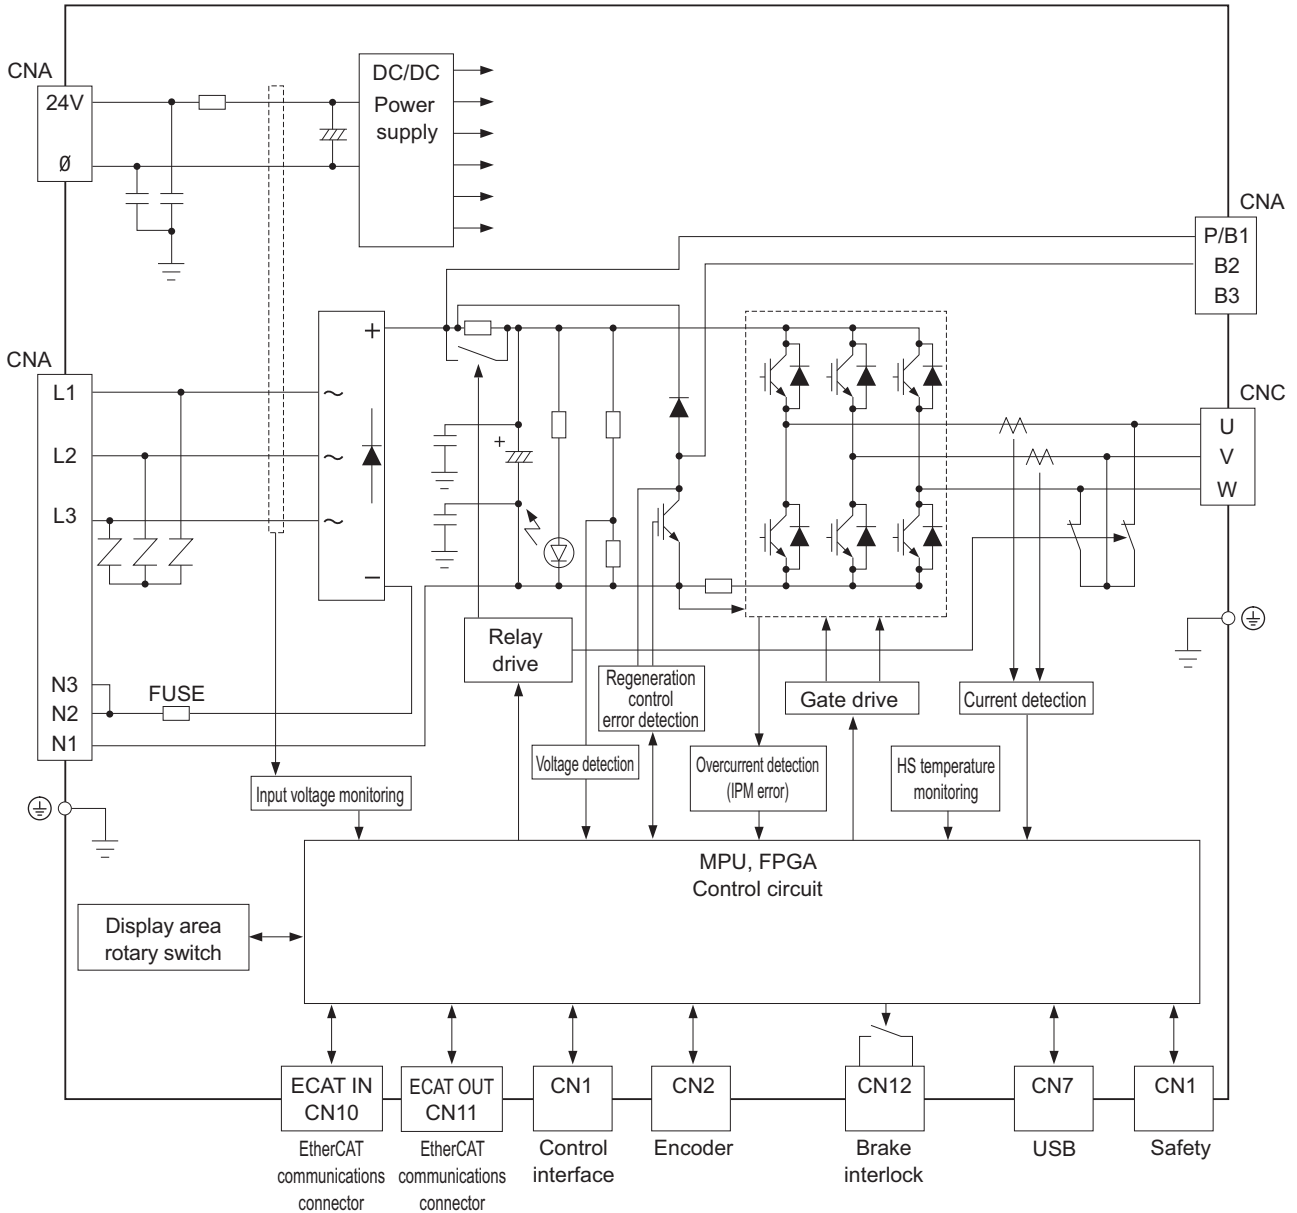 CNA
24V
Ø
DC/DC
Power
supply
CNA
P/B1
B2
B3
CNA
L1
L2
L3
N3
N2
N1
FUSE
+
−
+
CNC
U
V
W
Relay
drive
Regeneration
control
error detection
Gate drive
Current detection
Voltage detection
Overcurrent detection
(IPM error)
HS temperature
monitoring
Input voltage monitoring
MPU, FPGA
Control circuit
Display area
rotary switch
ECAT IN
CN10
ECAT OUT
CN11
CN1
CN2
CN12
CN7
CN1
EtherCAT
communications
connector
EtherCAT
communications
connector
Control
interface
Encoder
Brake
interlock
USB
Safety